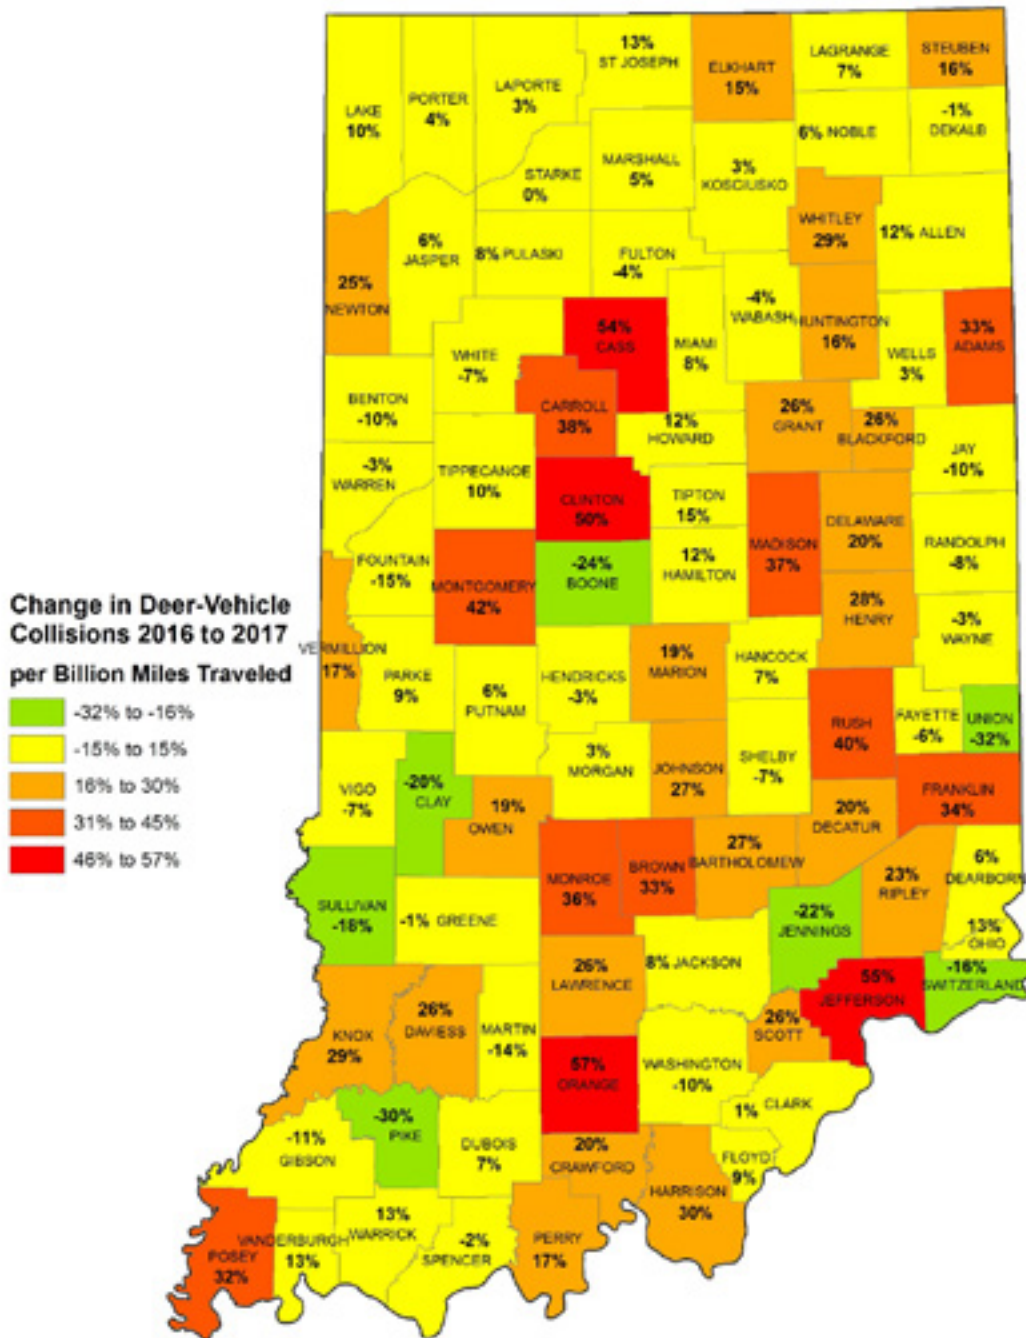 13%
ST JOSEPH
ELKHART
15%
LAGRANGE
7%
STEUBEN
16%
LAPORTE
3%
PORTER
4%
LAKE
10%
-1%
DEKALB
6% NOBLE
MARSHALL
5%
3%
KOSCIUSKO
STARKE
0%
WHITLEY
29%
12% ALLEN
6%
JASPER
8% PULASKI
FULTON
-4%
25%
NEWTON
-4%
WABASH
HUNTINGTON
16%
33%
ADAMS
54%
CASS
MIAMI
8%
WELLS
3%
WHITE
-7%
BENTON
-10%
CARROLL
38%
12%
HOWARD
26%
GRANT
26%
BLACKFORD
JAY
-10%
-3%
WARREN
TIPPECANOE
10%
CLINTON
50%
TIPTON
15%
MADISON
37%
DELAWARE
20%
RANDOLPH
-8%
FOUNTAIN
-15%
MONTGOMERY
42%
-24%
BOONE
12%
HAMILTON
28%
HENRY
-3%
WAYNE
Change in Deer-Vehicle
Collisions 2016 to 2017
per Billion Miles Traveled
-32% to -16%
-15% to 15%
16% to 30%
31% to 45%
46% to 57%
VERMILLION
17%
PARKE
9%
6%
PUTNAM
HENDRICKS
-3%
19%
MARION
HANCOCK
7%
RUSH
40%
FAYETTE
-6%
UNION
-32%
VIGO
-7%
-20%
CLAY
3%
MORGAN
JOHNSON
27%
SHELBY
-7%
FRANKLIN
34%
19%
OWEN
20%
DECATUR
MONROE
36%
BROWN
33%
27%
BARTHOLOMEW
23%
RIPLEY
6%
DEARBORN
SULLIVAN
-18%
-1% GREENE
-22%
JENNINGS
13%
OHIO
26%
LAWRENCE
8% JACKSON
55%
JEFFERSON
-16%
SWITZERLAND
KNOX
29%
26%
DAVIESS
MARTIN
-14%
26%
SCOTT
57%
ORANGE
WASHINGTON
-10%
1% CLARK
-30%
PIKE
-11%
GIBSON
DUBOIS
7%
20%
CRAWFORD
FLOYD
9%
HARRISON
30%
POSEY
32%
VANDERBURGH
13%
13%
WARRICK
-2%
SPENCER
PERRY
17%